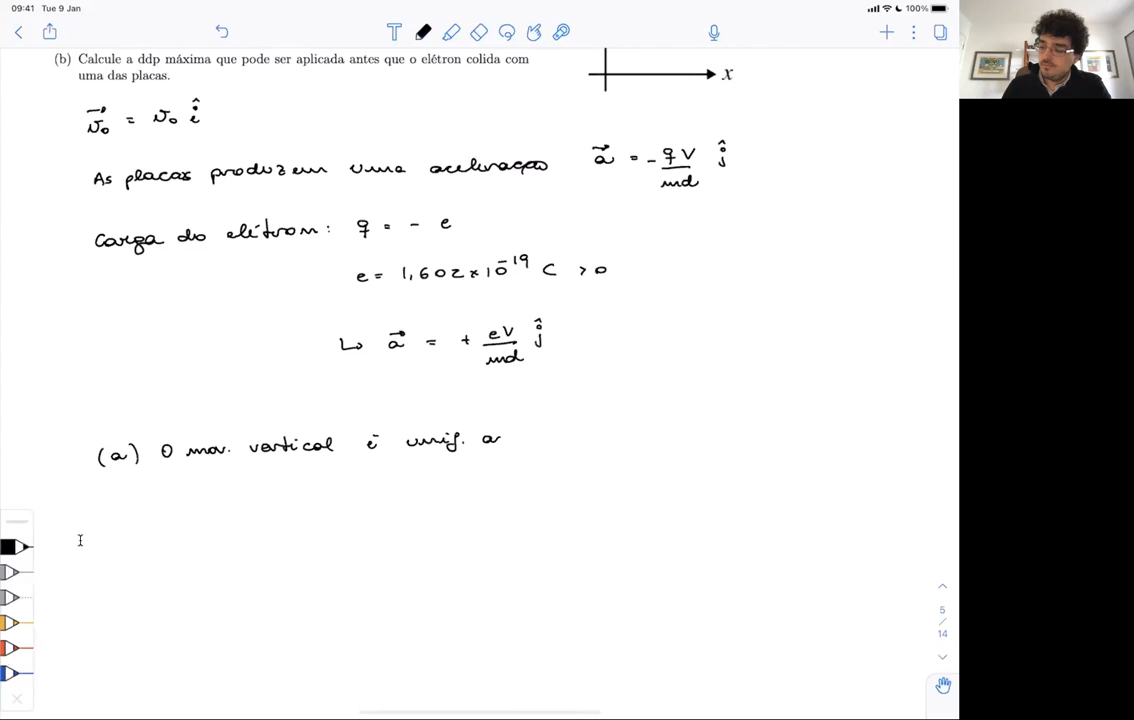 09:41 Tue 9 Jan
100%
(b) Calcule a ddp máxima que pode ser aplicada antes que o elétron colida com
uma das placas.
x
v⃗₀ = v₀ î
As placas produzem uma aceleração a⃗ = - qV/md ĵ
Carga do elétron: q = - e
e = 1,602 × 10⁻¹⁹ C > 0
↳ a⃗ = + eV/md ĵ
(a) O mov. vertical é unif. a
5
/
14